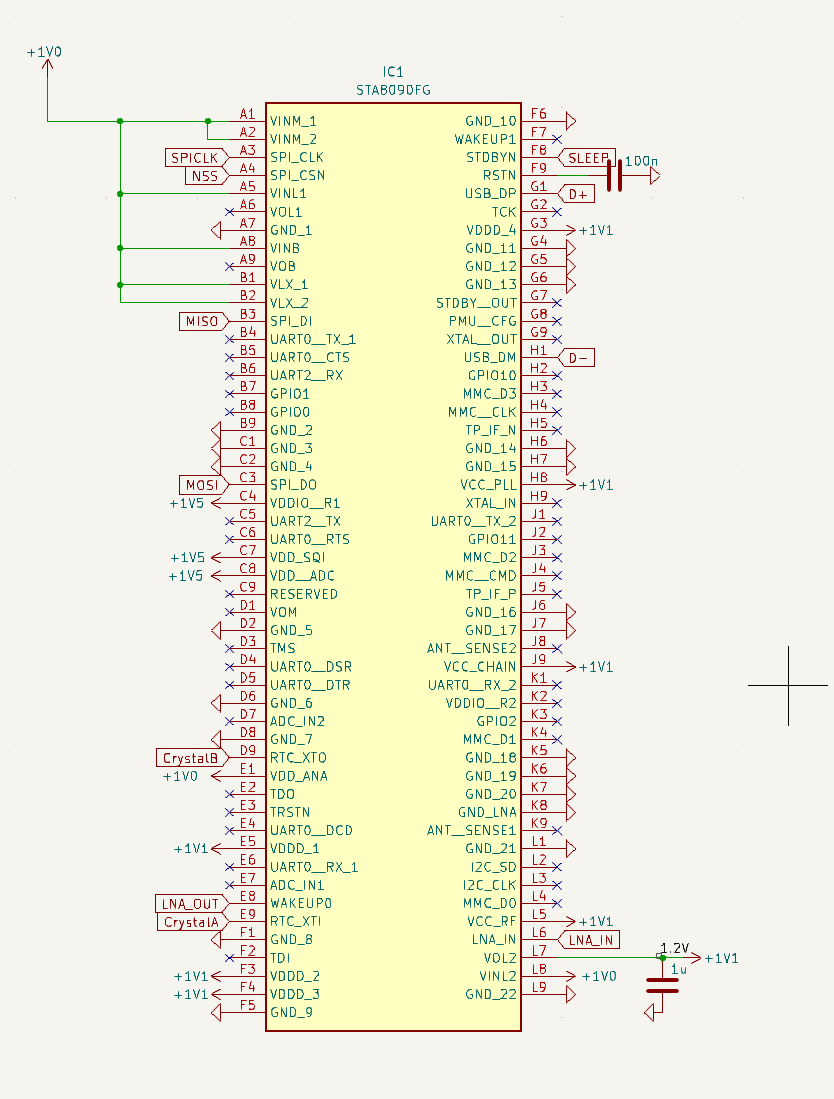 +1V0
IC1
STA8090FG
A1 VINM_1 GND_10 F6
A2 VINM_2 WAKEUP1 F7
SPICLK A3 SPI_CLK STDBYN F8 SLEEP
NSS A4 SPI_CSN RSTN F9 100n
A5 VINL1 USB_DP G1 D+
A6 VOL1 TCK G2
A7 GND_1 VDDD_4 G3 +1V1
A8 VINB GND_11 G4
A9 VOB GND_12 G5
B1 VLX_1 GND_13 G6
B2 VLX_2 STDBY__OUT G7
MISO B3 SPI_DI PMU__CFG G8
B4 UART0__TX_1 XTAL__OUT G9
B5 UART0__CTS USB_DM H1 D-
B6 UART2__RX GPIO10 H2
B7 GPIO1 MMC_D3 H3
B8 GPIO0 MMC__CLK H4
B9 GND_2 TP_IF_N H5
C1 GND_3 GND_14 H6
C2 GND_4 GND_15 H7
MOSI C3 SPI_DO VCC_PLL H8 +1V1
+1V5 C4 VDDIO__R1 XTAL_IN H9
C5 UART2__TX UART0__TX_2 J1
C6 UART0__RTS GPIO11 J2
+1V5 C7 VDD_SQI MMC_D2 J3
+1V5 C8 VDD__ADC MMC__CMD J4
C9 RESERVED TP_IF_P J5
D1 VOM GND_16 J6
D2 GND_5 GND_17 J7
D3 TMS ANT__SENSE2 J8
D4 UART0__DSR VCC_CHAIN J9 +1V1
D5 UART0__DTR UART0__RX_2 K1
D6 GND_6 VDDIO__R2 K2
D7 ADC_IN2 GPIO2 K3
D8 GND_7 MMC_D1 K4
CrystalB D9 RTC_XTO GND_18 K5
+1V0 E1 VDD_ANA GND_19 K6
E2 TDO GND_20 K7
E3 TRSTN GND_LNA K8
E4 UART0__DCD ANT__SENSE1 K9
+1V1 E5 VDDD_1 GND_21 L1
E6 UART0__RX_1 I2C_SD L2
E7 ADC_IN1 I2C_CLK L3
LNA_OUT E8 WAKEUP0 MMC_D0 L4
CrystalA E9 RTC_XTI VCC_RF L5 +1V1
F1 GND_8 LNA_IN L6 LNA_IN
F2 TDI VOL2 L7 1.2V +1V1
+1V1 F3 VDDD_2 VINL2 L8 +1V0 1u
+1V1 F4 VDDD_3 GND_22 L9
F5 GND_9